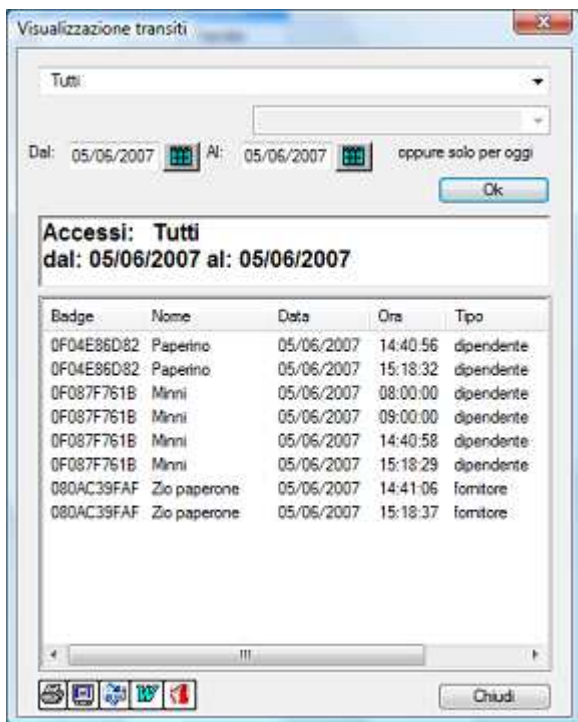 Visualizzazione transiti
Tutti
Dal: 05/06/2007 Al: 05/06/2007 oppure solo per oggi
Ok
Accessi: Tutti
dal: 05/06/2007 al: 05/06/2007
Badge Nome Data Ora Tipo
0F04E86D82 Paperino 05/06/2007 14:40:56 dipendente
0F04E86D82 Paperino 05/06/2007 15:18:32 dipendente
0F087F761B Minni 05/06/2007 08:00:00 dipendente
0F087F761B Minni 05/06/2007 09:00:00 dipendente
0F087F761B Minni 05/06/2007 14:40:58 dipendente
0F087F761B Minni 05/06/2007 15:18:29 dipendente
080AC39FAF Zio paperone 05/06/2007 14:41:06 fornitore
080AC39FAF Zio paperone 05/06/2007 15:18:37 fornitore
Chiudi